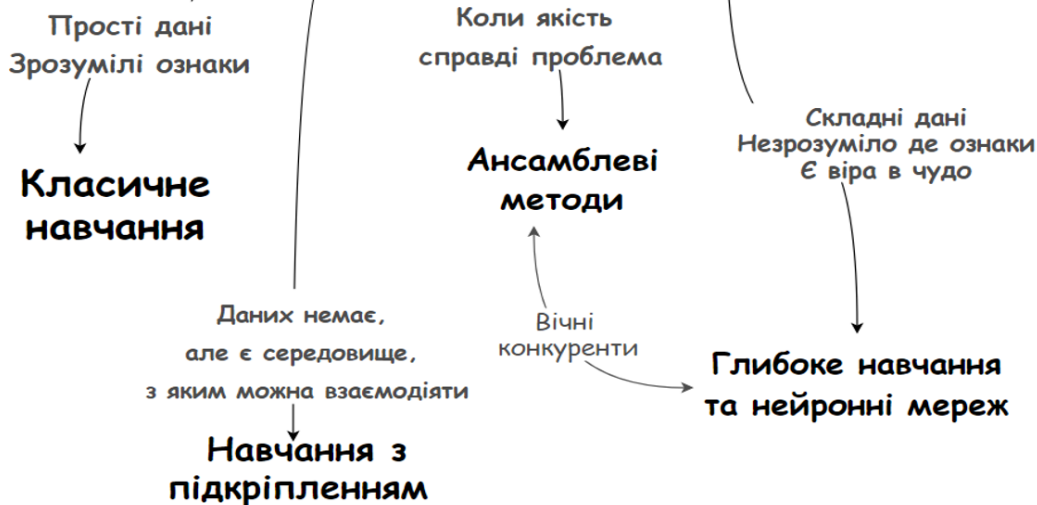 Прості дані
Зрозумілі ознаки
Класичне
навчання
Даних немає,
але є середовище,
з яким можна взаємодіяти
Навчання з
підкріпленням
Коли якість
справді проблема
Ансамблеві
методи
Вічні
конкуренти
Складні дані
Незрозуміло де ознаки
Є віра в чудо
Глибоке навчання
та нейронні мереж